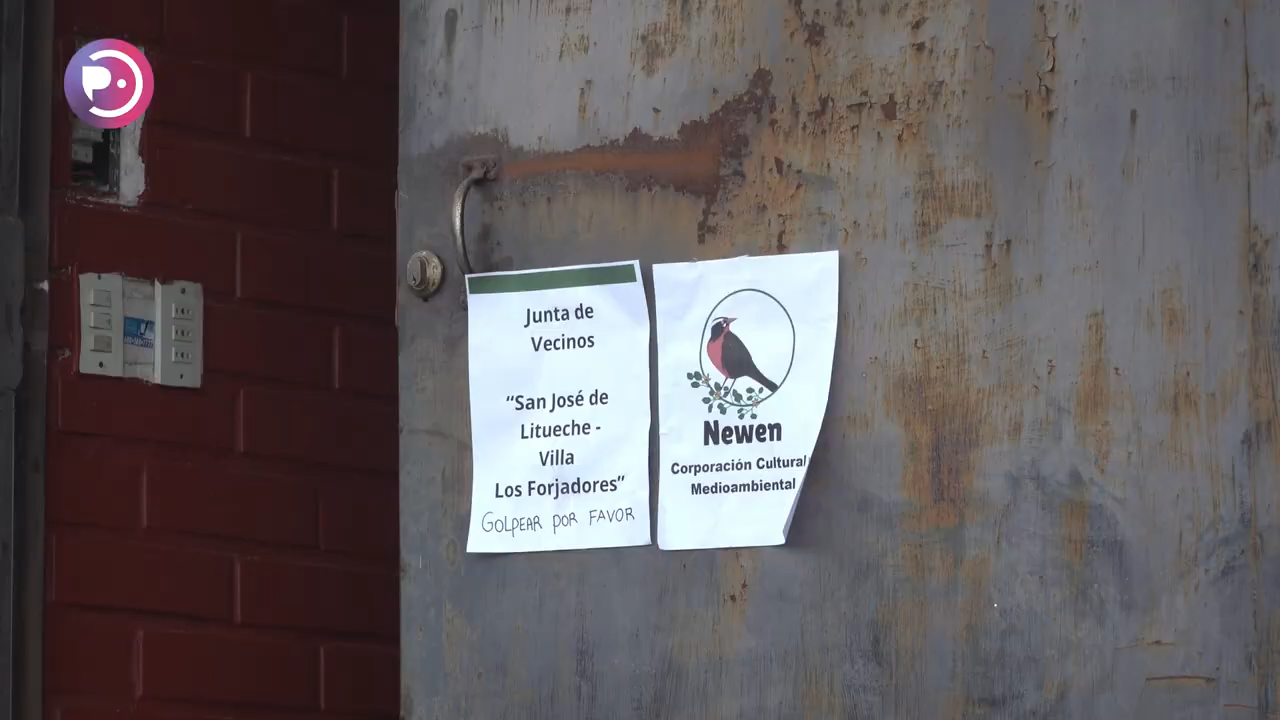 Junta de
Vecinos
“San José de
Litueche -
Villa
Los Forjadores”
GOLPEAR POR FAVOR
Newen
Corporación Cultural
Medioambiental